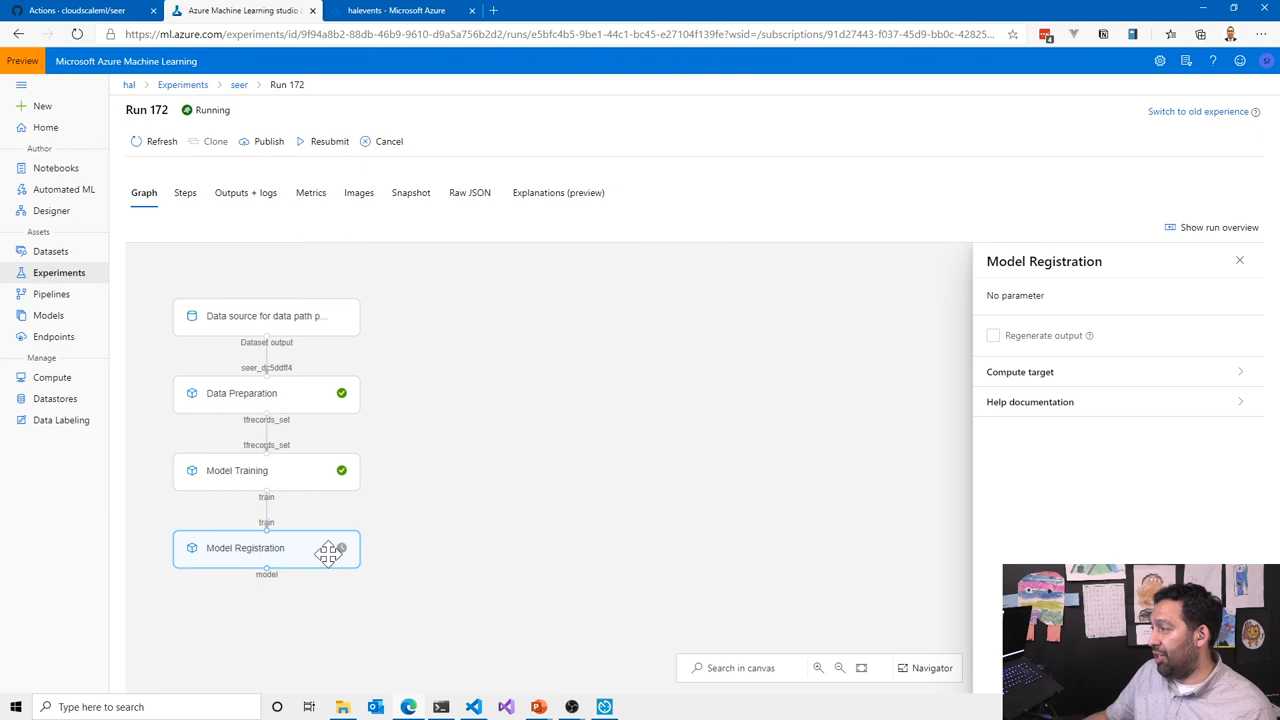 Actions · cloudscaleml/seer
Azure Machine Learning studio (
halevents - Microsoft Azure
https://ml.azure.com/experiments/id/9f94a8b2-88db-46b9-9610-d9a5a756b2d2/runs/e5bfc4b5-9be1-44c1-bc45-e27104f139fe?wsid=/subscriptions/91d27443-f037-45d9-bb0c-42825...
4
Preview
Microsoft Azure Machine Learning
SJ
hal > Experiments > seer > Run 172
Run 172
Running
Switch to old experience
Refresh
Clone
Publish
Resubmit
Cancel
Graph
Steps
Outputs + logs
Metrics
Images
Snapshot
Raw JSON
Explanations (preview)
Show run overview
New
Home
Author
Notebooks
Automated ML
Designer
Assets
Datasets
Experiments
Pipelines
Models
Endpoints
Manage
Compute
Datastores
Data Labeling
Data source for data path p...
Dataset output
seer_dc5ddff4
Data Preparation
tfrecords_set
tfrecords_set
Model Training
train
train
Model Registration
model
Model Registration
No parameter
Regenerate output
Compute target
Help documentation
Search in canvas
Navigator
Type here to search